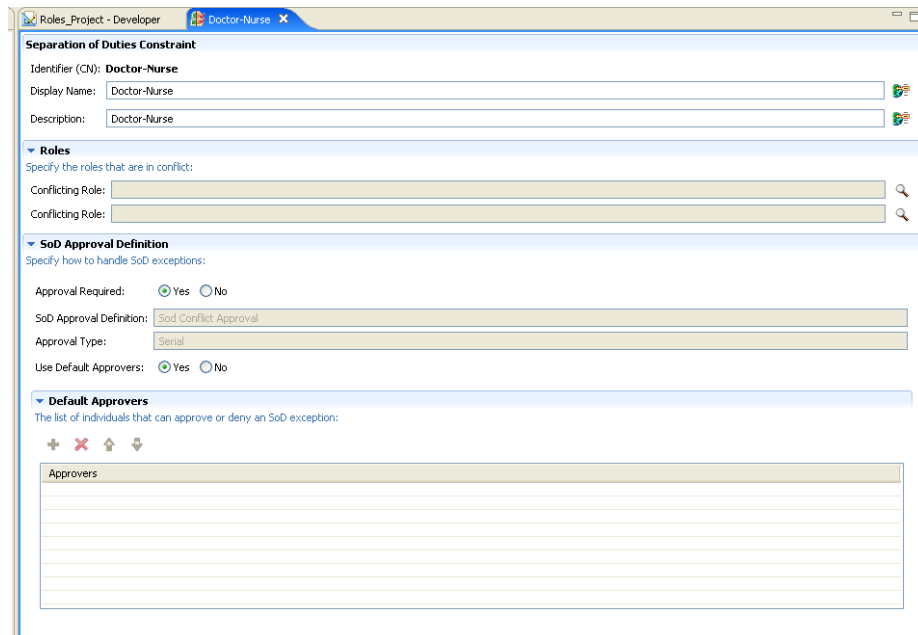 Roles_Project - Developer Doctor-Nurse
Separation of Duties Constraint
Identifier (CN): Doctor-Nurse
Display Name: Doctor-Nurse
Description: Doctor-Nurse
Roles
Specify the roles that are in conflict:
Conflicting Role:
Conflicting Role:
SoD Approval Definition
Specify how to handle SoD exceptions:
Approval Required: Yes No
SoD Approval Definition: Sod Conflict Approval
Approval Type: Serial
Use Default Approvers: Yes No
Default Approvers
The list of individuals that can approve or deny an SoD exception:
Approvers